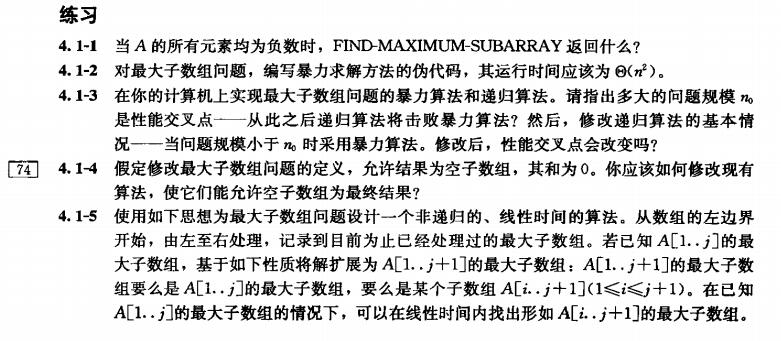 练习
4.1-1 当 A 的所有元素均为负数时，FIND-MAXIMUM-SUBARRAY 返回什么？
4.1-2 对最大子数组问题，编写暴力求解方法的伪代码，其运行时间应该为 Θ(n²)。
4.1-3 在你的计算机上实现最大子数组问题的暴力算法和递归算法。请指出多大的问题规模 n₀
是性能交叉点——从此之后递归算法将击败暴力算法？然后，修改递归算法的基本情
况——当问题规模小于 n₀ 时采用暴力算法。修改后，性能交叉点会改变吗？
74 4.1-4 假定修改最大子数组问题的定义，允许结果为空子数组，其和为 0。你应该如何修改现有
算法，使它们能允许空子数组为最终结果？
4.1-5 使用如下思想为最大子数组问题设计一个非递归的、线性时间的算法。从数组的左边界
开始，由左至右处理，记录到目前为止已经处理过的最大子数组。若已知 A[1..j]的最
大子数组，基于如下性质将解扩展为 A[1..j+1]的最大子数组：A[1..j+1]的最大子数
组要么是 A[1..j]的最大子数组，要么是某个子数组 A[i..j+1](1≤i≤j+1)。在已知
A[1..j]的最大子数组的情况下，可以在线性时间内找出形如 A[i..j+1]的最大子数组。